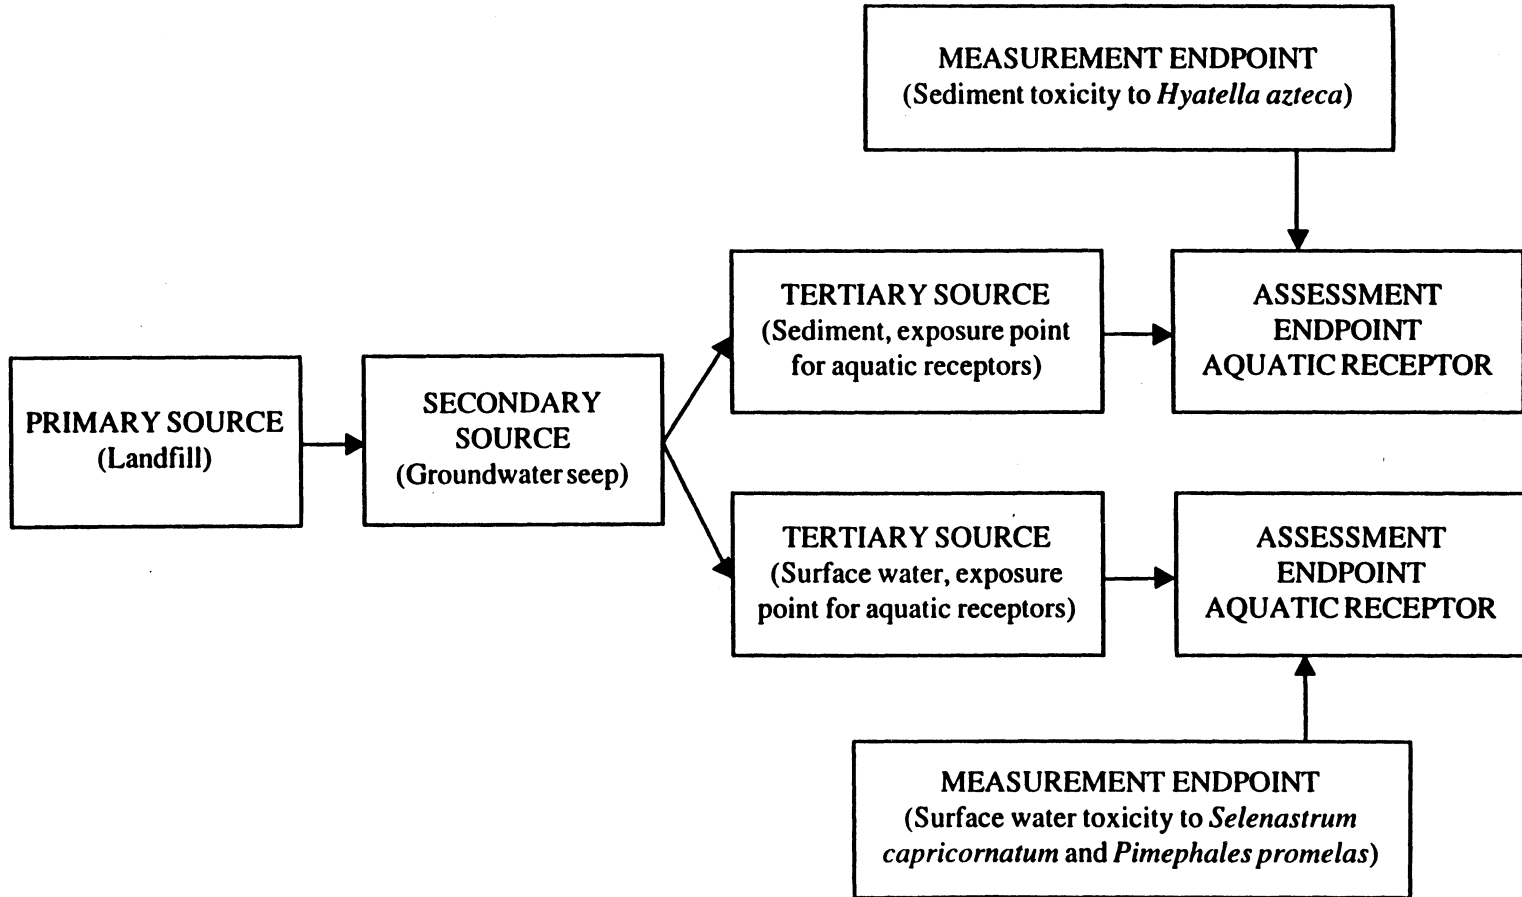 MEASUREMENT ENDPOINT
(Sediment toxicity to Hyatella azteca)
TERTIARY SOURCE
(Sediment, exposure point
for aquatic receptors)
ASSESSMENT
ENDPOINT
AQUATIC RECEPTOR
PRIMARY SOURCE
(Landfill)
SECONDARY
SOURCE
(Groundwater seep)
TERTIARY SOURCE
(Surface water, exposure
point for aquatic receptors)
ASSESSMENT
ENDPOINT
AQUATIC RECEPTOR
MEASUREMENT ENDPOINT
(Surface water toxicity to Selenastrum
capricornatum and Pimephales promelas)